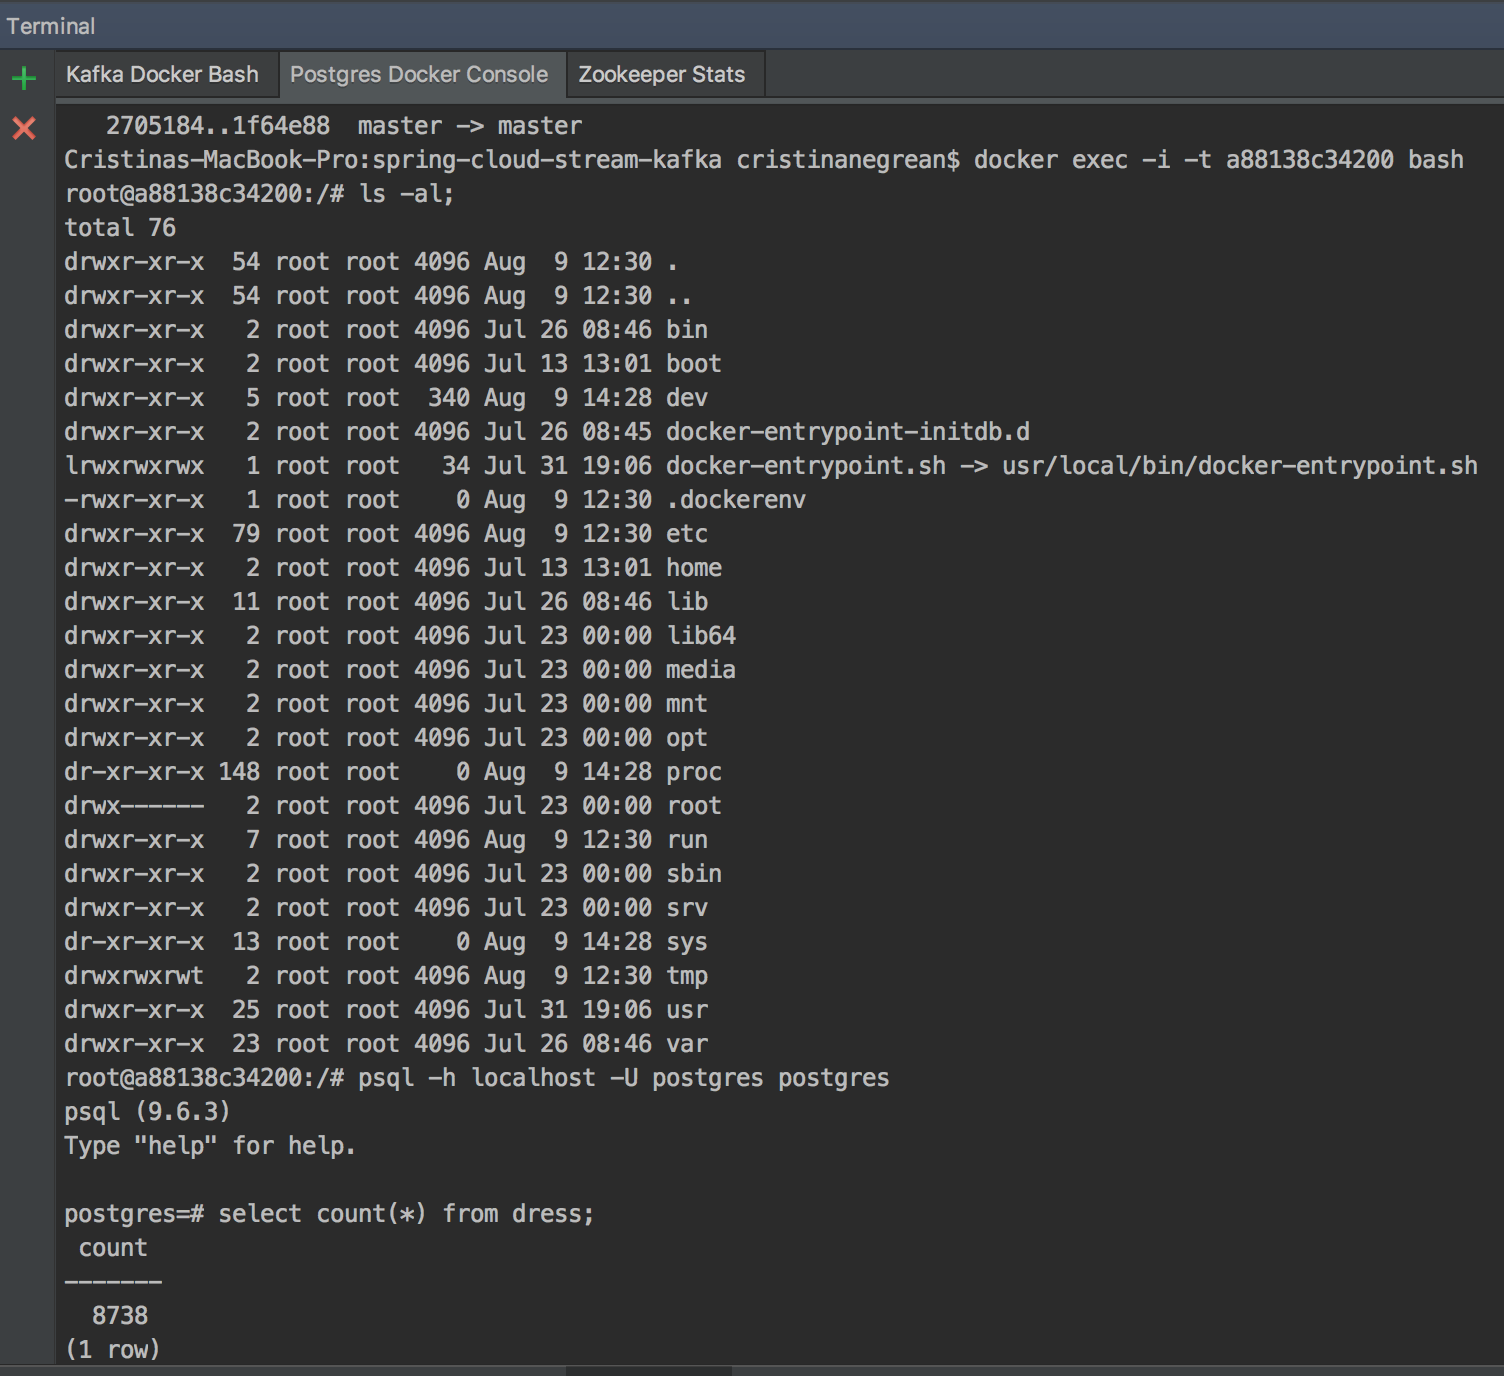 Terminal
Kafka Docker Bash Postgres Docker Console Zookeeper Stats
   2705184..1f64e88  master -> master
Cristinas-MacBook-Pro:spring-cloud-stream-kafka cristinanegrean$ docker exec -i -t a88138c34200 bash
root@a88138c34200:/# ls -al;
total 76
drwxr-xr-x  54 root root 4096 Aug  9 12:30 .
drwxr-xr-x  54 root root 4096 Aug  9 12:30 ..
drwxr-xr-x   2 root root 4096 Jul 26 08:46 bin
drwxr-xr-x   2 root root 4096 Jul 13 13:01 boot
drwxr-xr-x   5 root root  340 Aug  9 14:28 dev
drwxr-xr-x   2 root root 4096 Jul 26 08:45 docker-entrypoint-initdb.d
lrwxrwxrwx   1 root root   34 Jul 31 19:06 docker-entrypoint.sh -> usr/local/bin/docker-entrypoint.sh
-rwxr-xr-x   1 root root    0 Aug  9 12:30 .dockerenv
drwxr-xr-x  79 root root 4096 Aug  9 12:30 etc
drwxr-xr-x   2 root root 4096 Jul 13 13:01 home
drwxr-xr-x  11 root root 4096 Jul 26 08:46 lib
drwxr-xr-x   2 root root 4096 Jul 23 00:00 lib64
drwxr-xr-x   2 root root 4096 Jul 23 00:00 media
drwxr-xr-x   2 root root 4096 Jul 23 00:00 mnt
drwxr-xr-x   2 root root 4096 Jul 23 00:00 opt
dr-xr-xr-x 148 root root    0 Aug  9 14:28 proc
drwx------   2 root root 4096 Jul 23 00:00 root
drwxr-xr-x   7 root root 4096 Aug  9 12:30 run
drwxr-xr-x   2 root root 4096 Jul 23 00:00 sbin
drwxr-xr-x   2 root root 4096 Jul 23 00:00 srv
dr-xr-xr-x  13 root root    0 Aug  9 14:28 sys
drwxrwxrwt   2 root root 4096 Aug  9 12:30 tmp
drwxr-xr-x  25 root root 4096 Jul 31 19:06 usr
drwxr-xr-x  23 root root 4096 Jul 26 08:46 var
root@a88138c34200:/# psql -h localhost -U postgres postgres
psql (9.6.3)
Type "help" for help.

postgres=# select count(*) from dress;
 count
-------
  8738
(1 row)